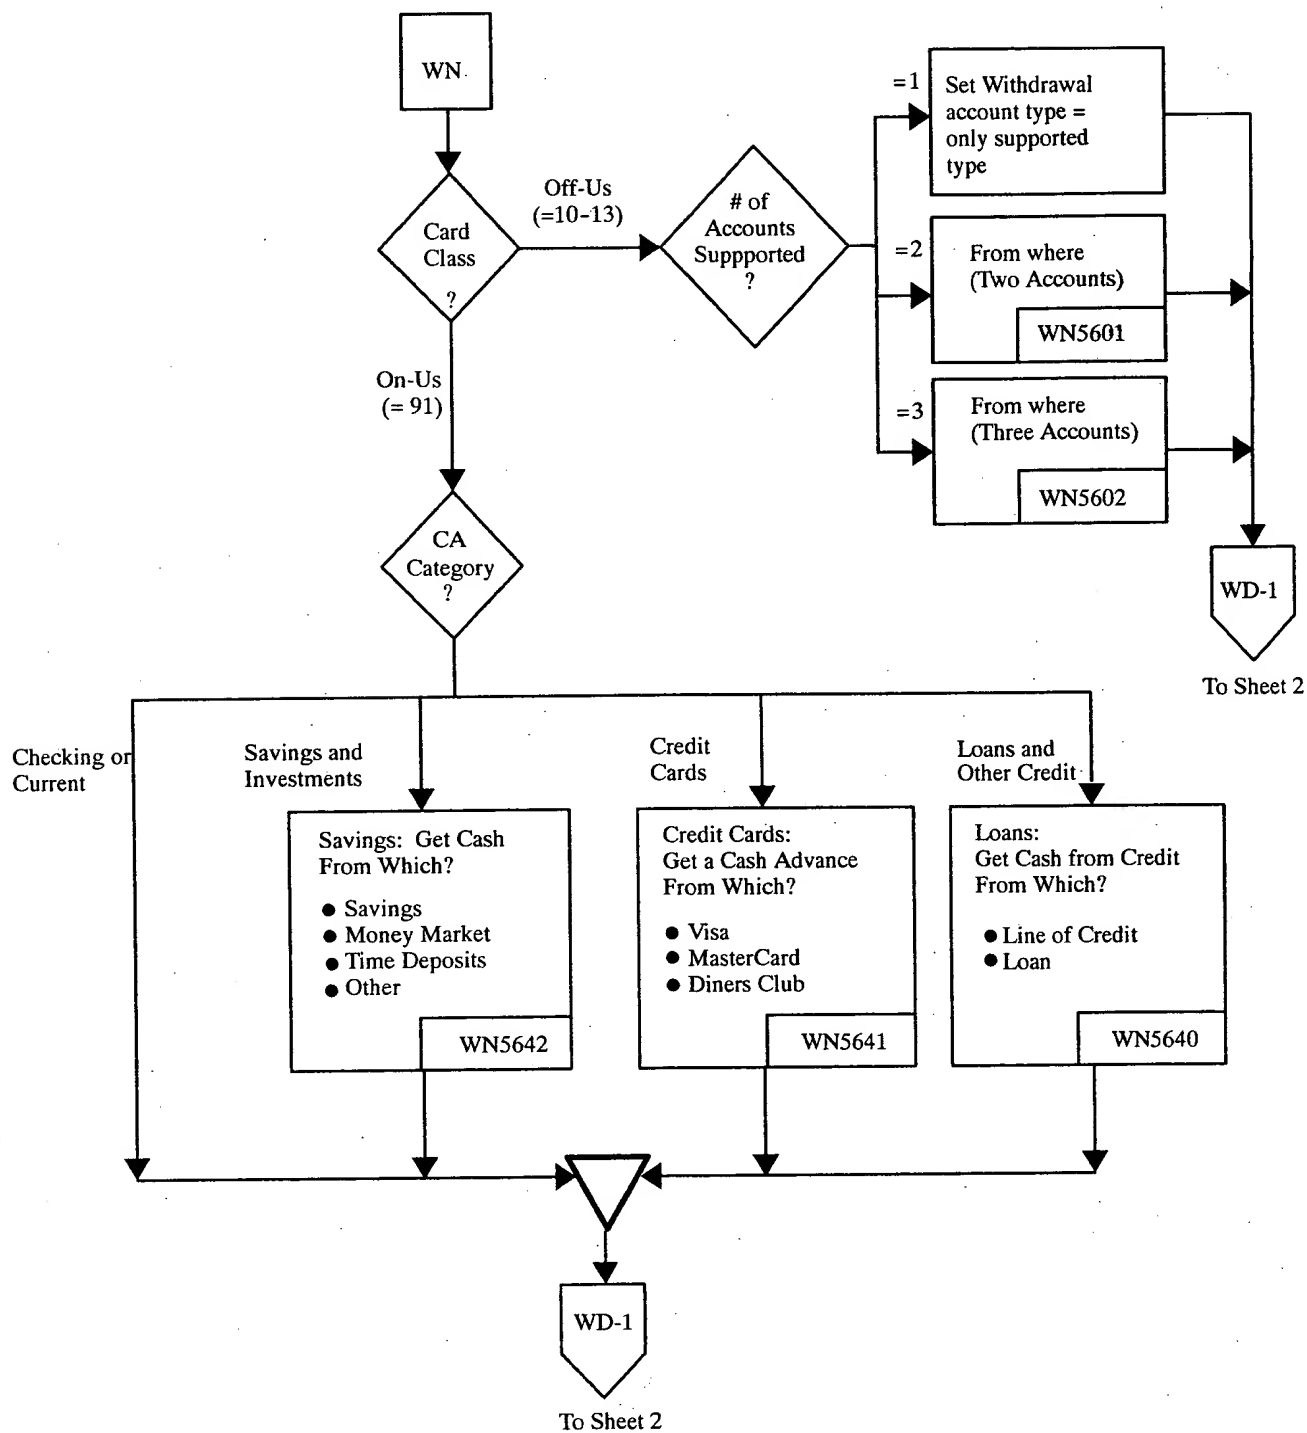 WN
Card
Class
?
Off-Us
(=10-13)
# of
Accounts
Suppported
?
=1
Set Withdrawal
account type =
only supported
type
=2
From where
(Two Accounts)
WN5601
=3
From where
(Three Accounts)
WN5602
WD-1
To Sheet 2
On-Us
(= 91)
CA
Category
?
Checking or
Current
Savings and
Investments
Credit
Cards
Loans and
Other Credit
Savings: Get Cash
From Which?
● Savings
● Money Market
● Time Deposits
● Other
WN5642
Credit Cards:
Get a Cash Advance
From Which?
● Visa
● MasterCard
● Diners Club
WN5641
Loans:
Get Cash from Credit
From Which?
● Line of Credit
● Loan
WN5640
WD-1
To Sheet 2